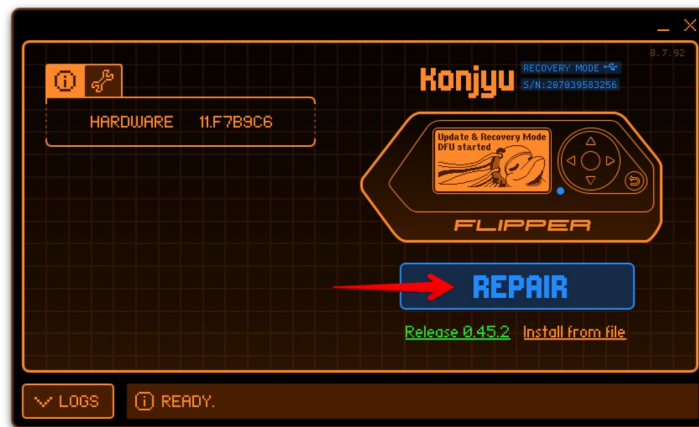 0.7.92
Konjyu
RECOVERY MODE
S/N:207039583256
HARDWARE 11.F7B9C6
Update & Recovery Mode
DFU started
FLIPPER
REPAIR
Release 0.45.2 Install from file
LOGS
READY.